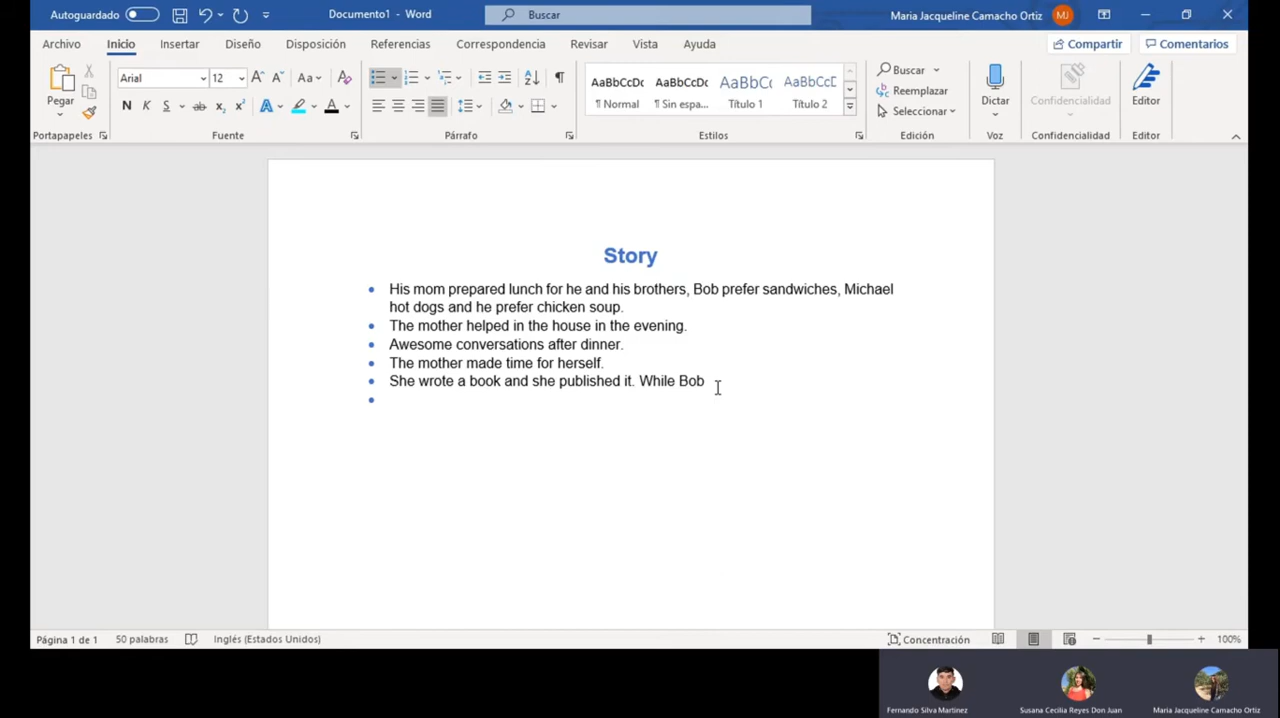 Autoguardado
Documento1 - Word
Buscar
Maria Jacqueline Camacho Ortiz
MJ
Archivo
Inicio
Insertar
Diseño
Disposición
Referencias
Correspondencia
Revisar
Vista
Ayuda
Compartir
Comentarios
Pegar
Arial
12
Aa
N K S ab x₂ x²
AaBbCcDc
¶ Normal
AaBbCcDc
¶ Sin espa...
AaBbC
Título 1
AaBbCcD
Título 2
Buscar
Reemplazar
Seleccionar
Dictar
Confidencialidad
Editor
Portapapeles
Fuente
Párrafo
Estilos
Edición
Voz
Confidencialidad
Editor
Story
His mom prepared lunch for he and his brothers, Bob prefer sandwiches, Michael
hot dogs and he prefer chicken soup.
The mother helped in the house in the evening.
Awesome conversations after dinner.
The mother made time for herself.
She wrote a book and she published it. While Bob
Página 1 de 1
50 palabras
Inglés (Estados Unidos)
Concentración
100%
Fernando Silva Martinez
Susana Cecilia Reyes Don Juan
Maria Jacqueline Camacho Ortiz